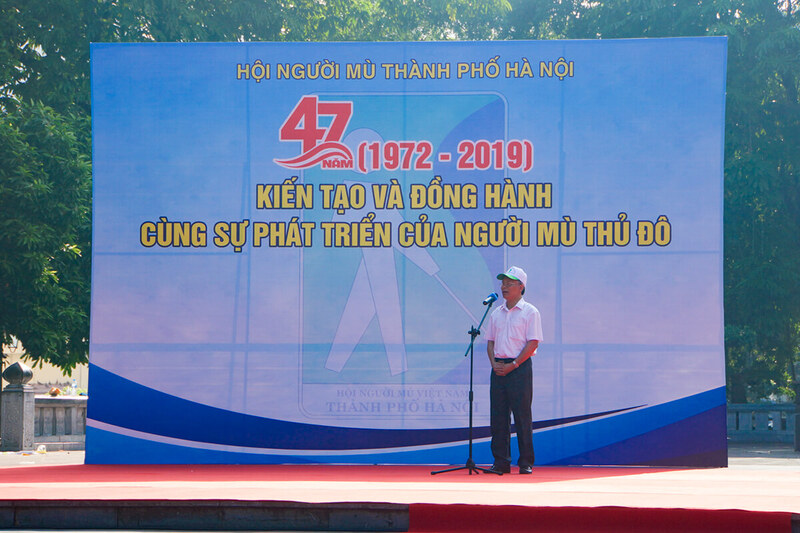 HỘI NGƯỜI MÙ THÀNH PHỐ HÀ NỘI
47 NĂM (1972 - 2019)
KIẾN TẠO VÀ ĐỒNG HÀNH
CÙNG SỰ PHÁT TRIỂN CỦA NGƯỜI MÙ THỦ ĐÔ
HỘI NGƯỜI MÙ VIỆT NAM
THÀNH PHỐ HÀ NỘI